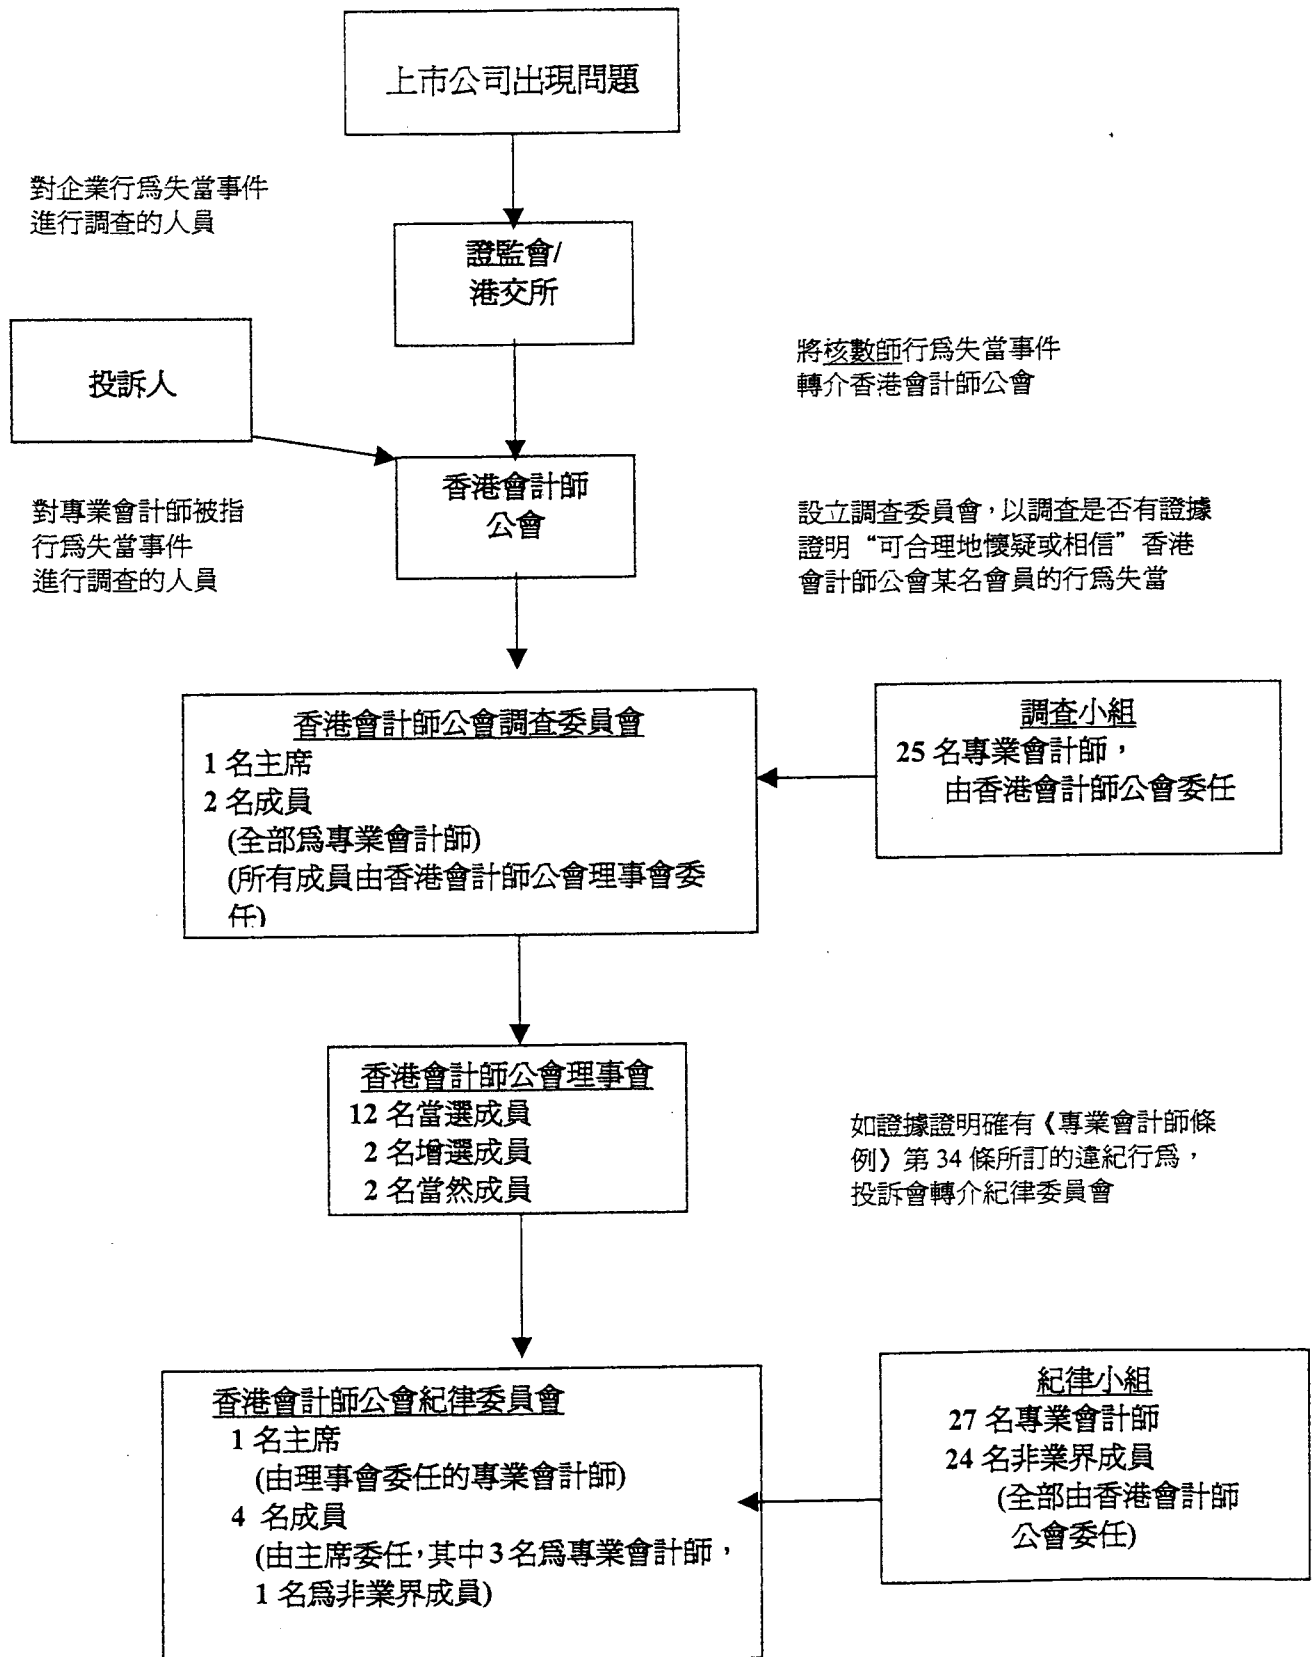 上市公司出現問題
對企業行爲失當事件
進行調查的人員
證監會/
港交所
投訴人
將核數師行爲失當事件
轉介香港會計師公會
香港會計師
公會
對專業會計師被指
行爲失當事件
進行調查的人員
設立調查委員會，以調查是否有證據
證明“可合理地懷疑或相信”香港
會計師公會某名會員的行爲失當
香港會計師公會調查委員會
1 名主席
2 名成員
(全部爲專業會計師)
(所有成員由香港會計師公會理事會委
任)
調查小組
25 名專業會計師，
由香港會計師公會委任
香港會計師公會理事會
12 名當選成員
2 名增選成員
2 名當然成員
如證據證明確有《專業會計師條
例》第 34 條所訂的違紀行爲，
投訴會轉介紀律委員會
香港會計師公會紀律委員會
1 名主席
(由理事會委任的專業會計師)
4 名成員
(由主席委任，其中 3 名爲專業會計師，
1 名爲非業界成員)
紀律小組
27 名專業會計師
24 名非業界成員
(全部由香港會計師
公會委任)